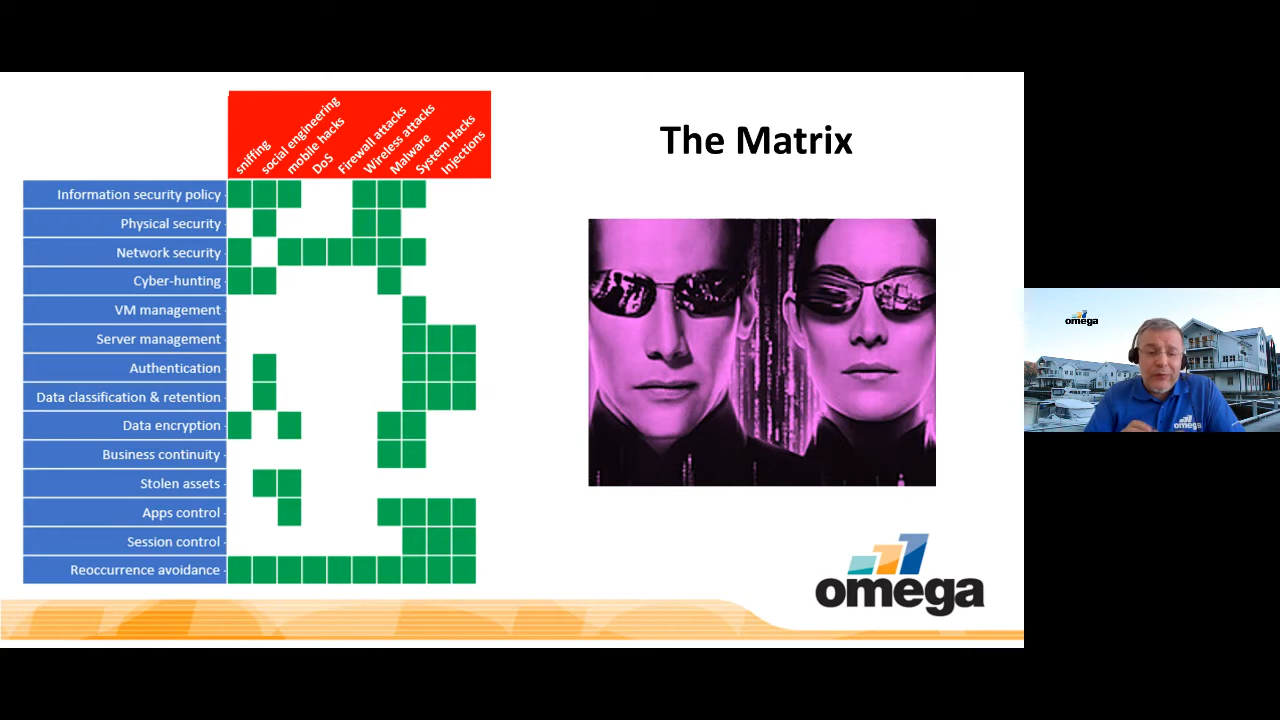 sniffing
social engineering
mobile hacks
DoS
Firewall attacks
Wireless attacks
Malware
System Hacks
Injections
The Matrix
Information security policy
Physical security
Network security
Cyber-hunting
VM management
Server management
Authentication
Data classification & retention
Data encryption
Business continuity
Stolen assets
Apps control
Session control
Reoccurrence avoidance
omega
omega
omega